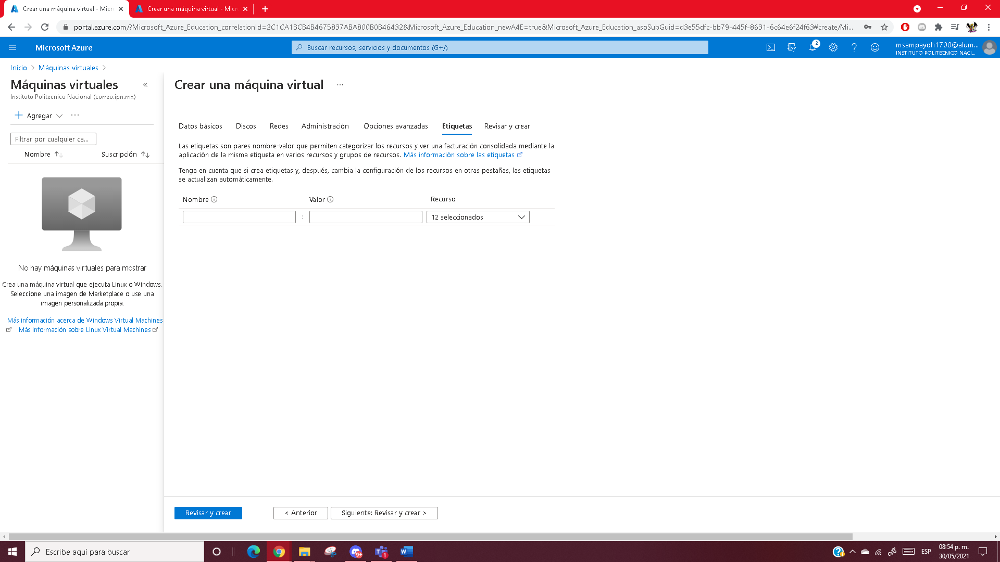 Crear una máquina virtual - Micr
Crear una máquina virtual - Micr
portal.azure.com/?Microsoft_Azure_Education_correlationId=2C1CA1BCB4B4675837ABA800B0B46432&Microsoft_Azure_Education_newA4E=true&Microsoft_Azure_Education_asoSubGuid=d3e55dfc-bb79-445f-8631-6c64e6f24f63#create/Mi...
Microsoft Azure
Buscar recursos, servicios y documentos (G+/)
2
msampayoh1700@alum...
INSTITUTO POLITECNICO NACI...
Inicio > Máquinas virtuales >
Máquinas virtuales «
Instituto Politecnico Nacional (correo.ipn.mx)
+ Agregar ...
Filtrar por cualquier ca...
Nombre ↑↓ Suscripción ↑↓
No hay máquinas virtuales para mostrar
Crea una máquina virtual que ejecuta Linux o Windows.
Seleccione una imagen de Marketplace o use una
imagen personalizada propia.
Más información acerca de Windows Virtual Machines
Más información sobre Linux Virtual Machines
Crear una máquina virtual ...
Datos básicos Discos Redes Administración Opciones avanzadas Etiquetas Revisar y crear
Las etiquetas son pares nombre-valor que permiten categorizar los recursos y ver una facturación consolidada mediante la
aplicación de la misma etiqueta en varios recursos y grupos de recursos. Más información sobre las etiquetas
Tenga en cuenta que si crea etiquetas y, después, cambia la configuración de los recursos en otras pestañas, las etiquetas
se actualizan automáticamente.
Nombre Valor Recurso
: 12 seleccionados
Revisar y crear < Anterior Siguiente: Revisar y crear >
Escribe aquí para buscar
9+
1
ESP
08:54 p. m.
30/05/2021